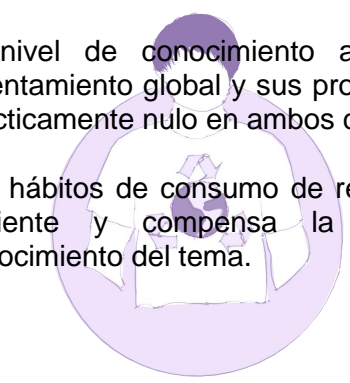 nivel de conocimiento a
entamiento global y sus pro
cticamente nulo en ambos
hábitos de consumo de re
iente y compensa la
ocimiento del tema.